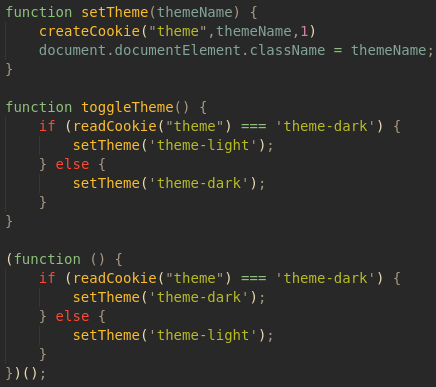 function setTheme(themeName) {
    createCookie("theme",themeName,1)
    document.documentElement.className = themeName;
}

function toggleTheme() {
    if (readCookie("theme") === 'theme-dark') {
        setTheme('theme-light');
    } else {
        setTheme('theme-dark');
    }
}

(function () {
    if (readCookie("theme") === 'theme-dark') {
        setTheme('theme-dark');
    } else {
        setTheme('theme-light');
    }
})();